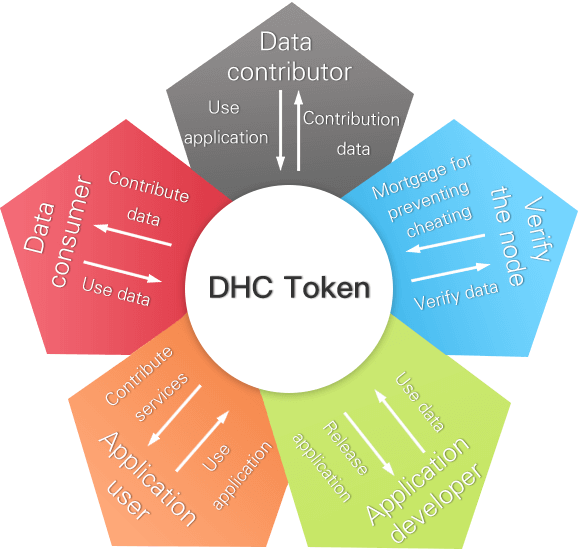 Data
contributor
Use
application
Contribution
data
Mortgage for
preventing
cheating
Verify
the node
Verify data
Data
consumer
Contribute
data
Use data
DHC Token
Contribute
services
Use
application
Application
user
Use data
Release
application
Application
developer